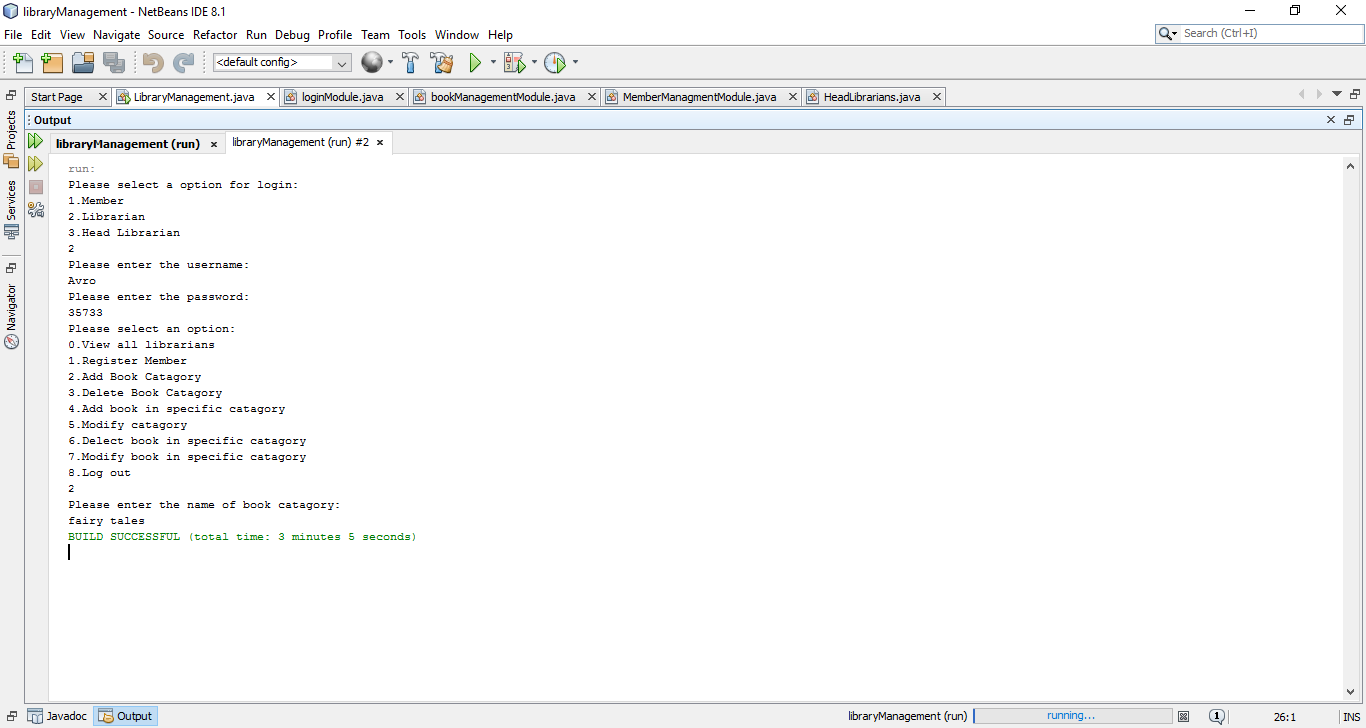 libraryManagement - NetBeans IDE 8.1
File Edit View Navigate Source Refactor Run Debug Profile Team Tools Window Help
Search (Ctrl+I)
<default config>
Start Page LibraryManagement.java loginModule.java bookManagementModule.java MemberManagmentModule.java HeadLibrarians.java
Projects
Services
Navigator
Output
libraryManagement (run) libraryManagement (run) #2
run:
Please select a option for login:
1.Member
2.Librarian
3.Head Librarian
2
Please enter the username:
Avro
Please enter the password:
35733
Please select an option:
0.View all librarians
1.Register Member
2.Add Book Catagory
3.Delete Book Catagory
4.Add book in specific catagory
5.Modify catagory
6.Delect book in specific catagory
7.Modify book in specific catagory
8.Log out
2
Please enter the name of book catagory:
fairy tales
BUILD SUCCESSFUL (total time: 3 minutes 5 seconds)
Javadoc Output libraryManagement (run) running... 1 26:1 INS